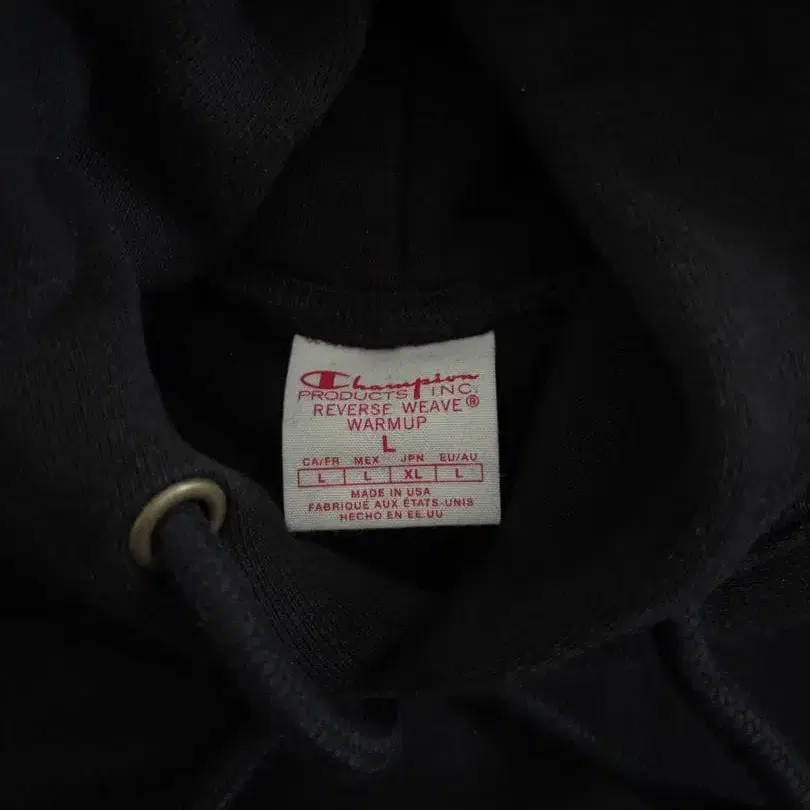 Champion
PRODUCTS INC.
REVERSE WEAVE®
WARMUP
L
CA/FR MEX JPN EU/AU
L L XL L
MADE IN USA
FABRIQUÉ AUX ÉTATS-UNIS
HECHO EN EE.UU